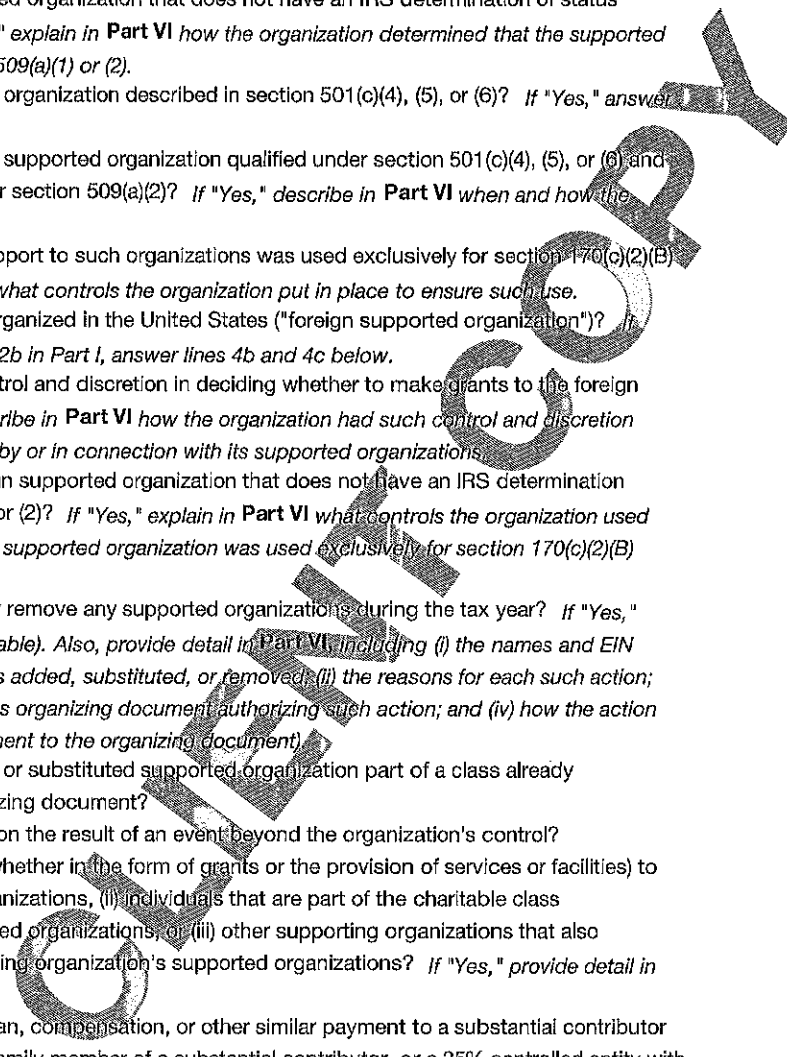 ed organization that does not have an IRS determination of status
" explain in Part VI how the organization determined that the supported
509(a)(1) or (2).
organization described in section 501(c)(4), (5), or (6)? If "Yes," answer
supported organization qualified under section 501(c)(4), (5), or (6) and
r section 509(a)(2)? If "Yes," describe in Part VI when and how the
pport to such organizations was used exclusively for section 170(c)(2)(B)
what controls the organization put in place to ensure such use.
rganized in the United States ("foreign supported organization")? If
2b in Part I, answer lines 4b and 4c below.
trol and discretion in deciding whether to make grants to the foreign
ribe in Part VI how the organization had such control and discretion
by or in connection with its supported organizations.
n supported organization that does not have an IRS determination
or (2)? If "Yes," explain in Part VI what controls the organization used
supported organization was used exclusively for section 170(c)(2)(B)
r remove any supported organizations during the tax year? If "Yes,"
able). Also, provide detail in Part VI, including (i) the names and EIN
s added, substituted, or removed; (ii) the reasons for each such action;
s organizing document authorizing such action; and (iv) how the action
ment to the organizing document).
or substituted supported organization part of a class already
zing document?
on the result of an event beyond the organization's control?
whether in the form of grants or the provision of services or facilities) to
anizations, (ii) individuals that are part of the charitable class
ed organizations, or (iii) other supporting organizations that also
ing organization's supported organizations? If "Yes," provide detail in
an, compensation, or other similar payment to a substantial contributor
amily member of a substantial contributor, or a 35% controlled entity with
CLIENT COPY